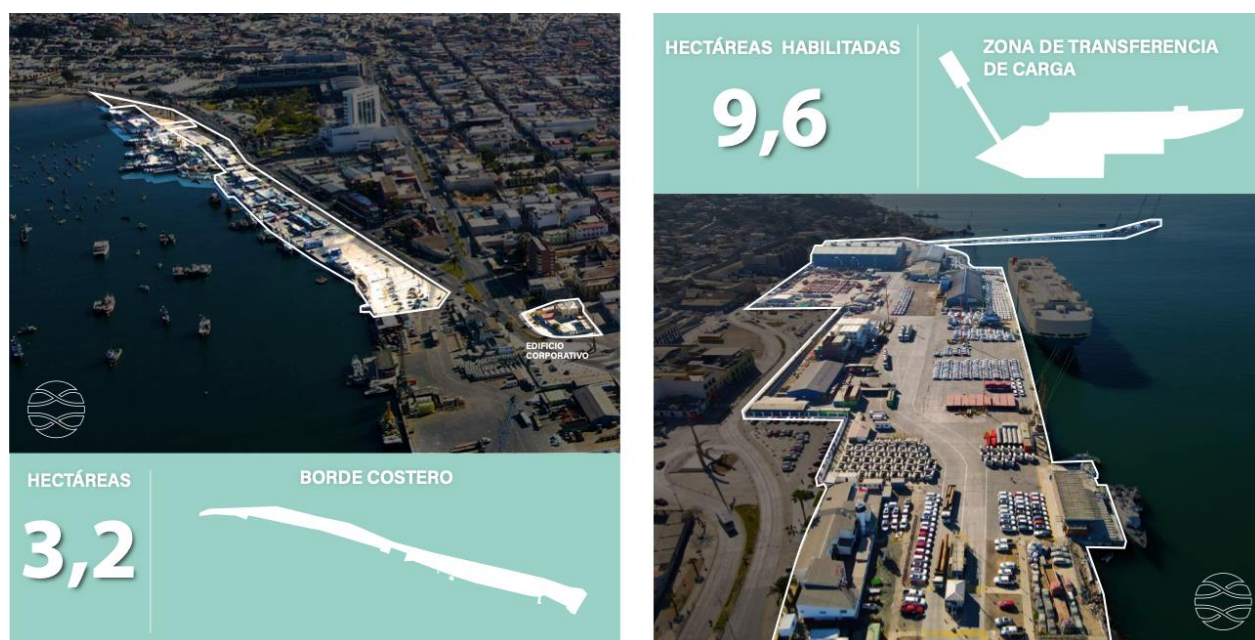 EDIFICIO
CORPORATIVO
HECTÁREAS
3,2
BORDE COSTERO
HECTÁREAS HABILITADAS
9,6
ZONA DE TRANSFERENCIA
DE CARGA